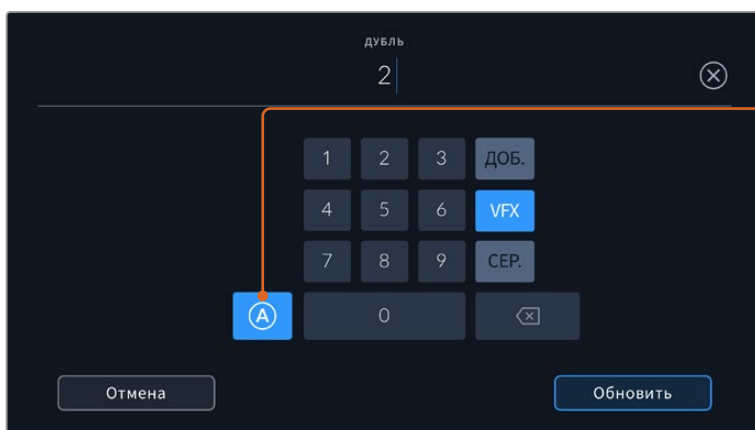 ДУБЛЬ
2
1 2 3 ДОБ.
4 5 6 VFX
7 8 9 СЕР.
A 0
Отмена Обновить